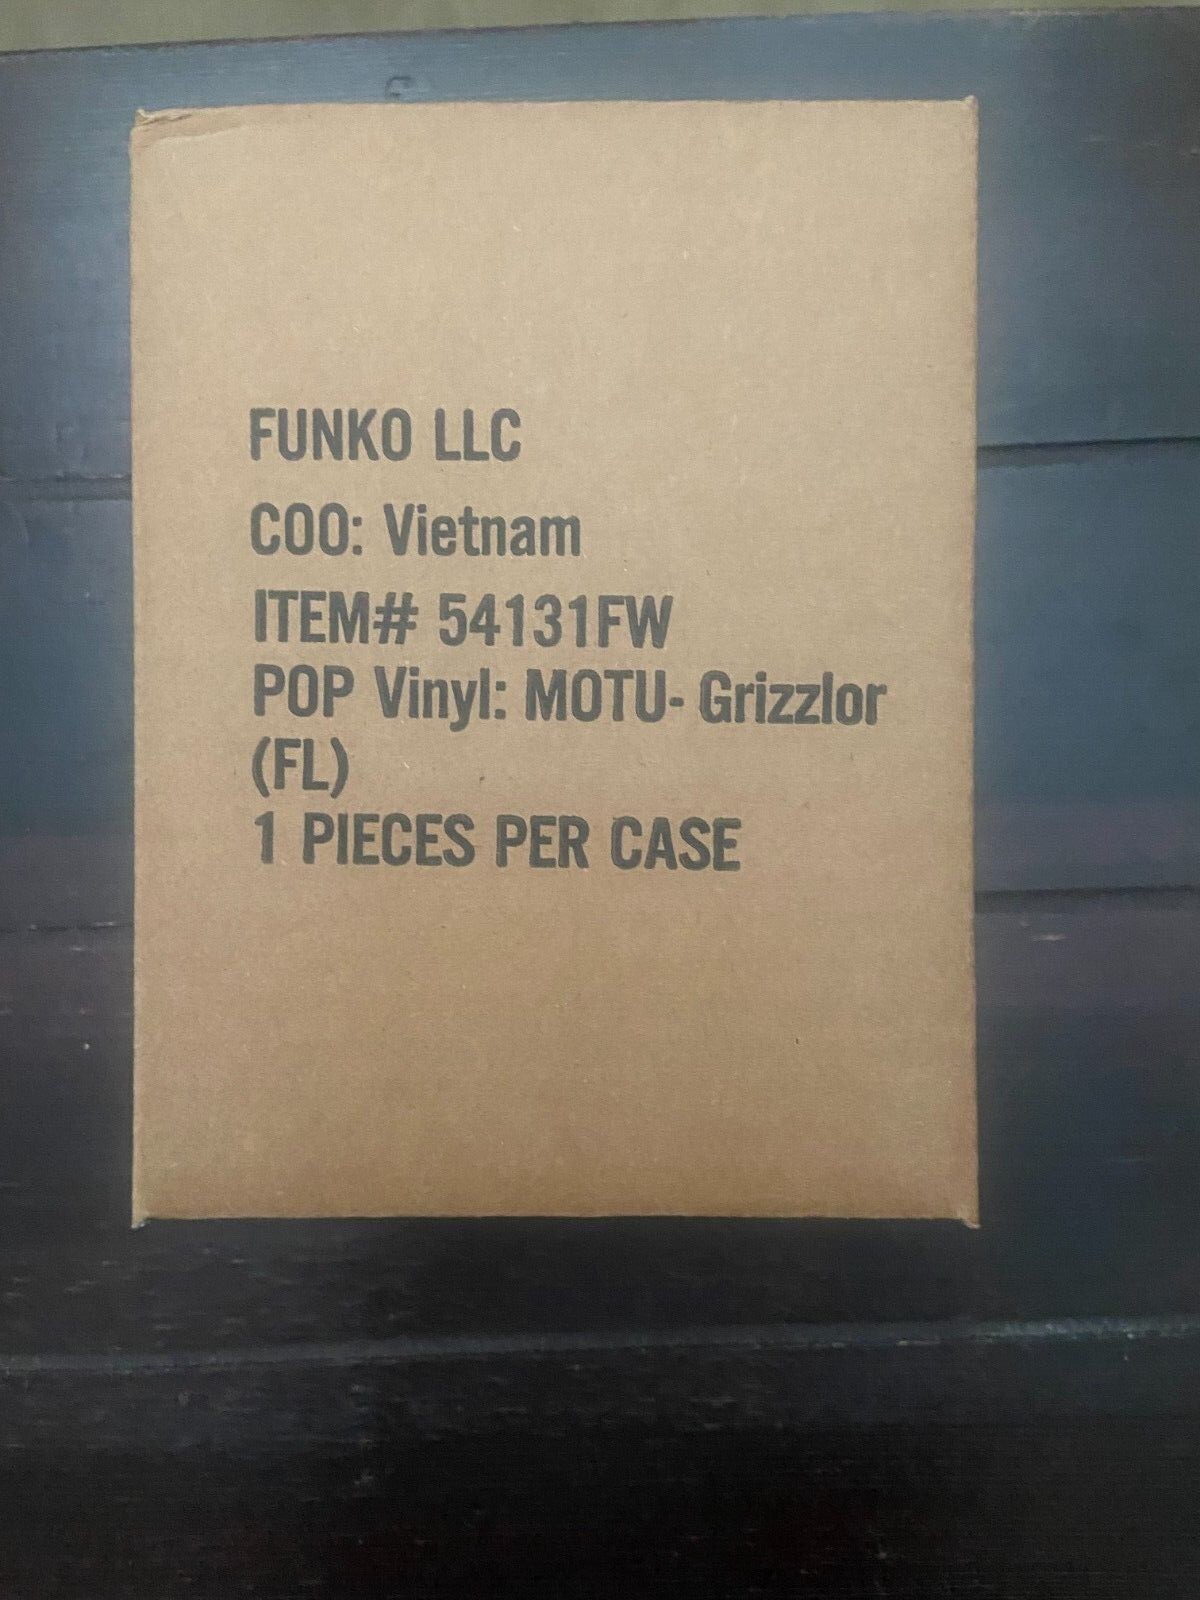 FUNKO LLC
COO: Vietnam
ITEM# 54131FW
POP Vinyl: MOTU- Grizzlor
(FL)
1 PIECES PER CASE